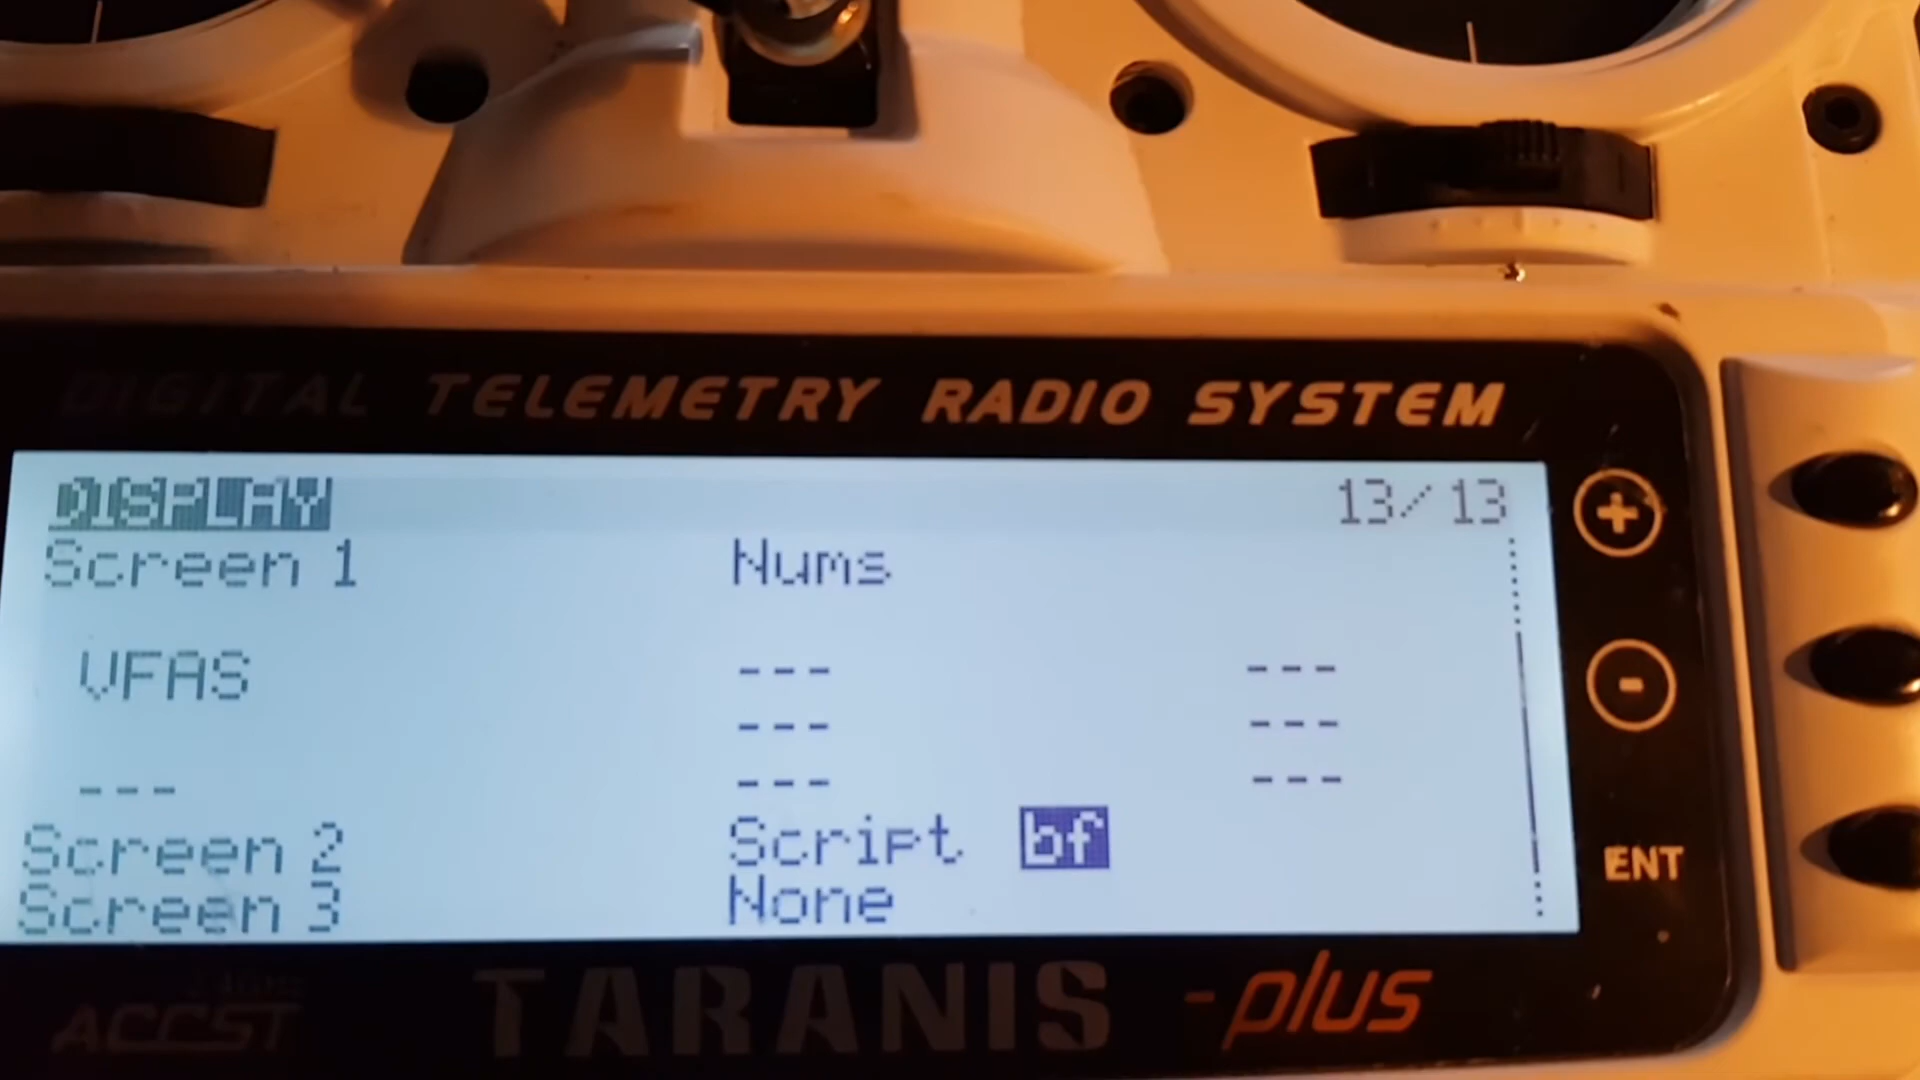 DIGITAL TELEMETRY RADIO SYSTEM
DISPLAY 13/13
Screen 1 Nums
VFAS --- ---
--- ---
--- --- ---
Screen 2 Script bf
Screen 3 None
+
-
ENT
ACCST
TARANIS -plus